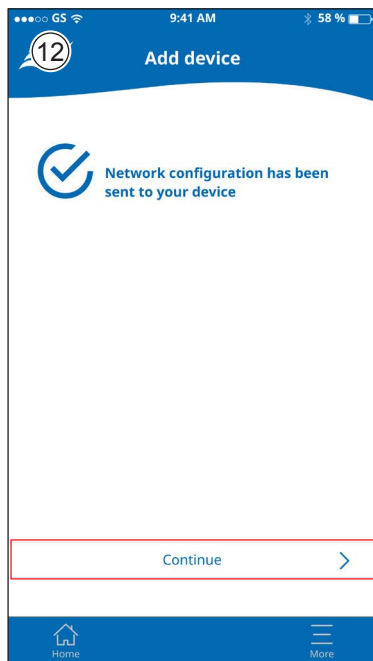 GS 9:41 AM 58 %
12
Add device
Network configuration has been
sent to your device
Continue
Home More